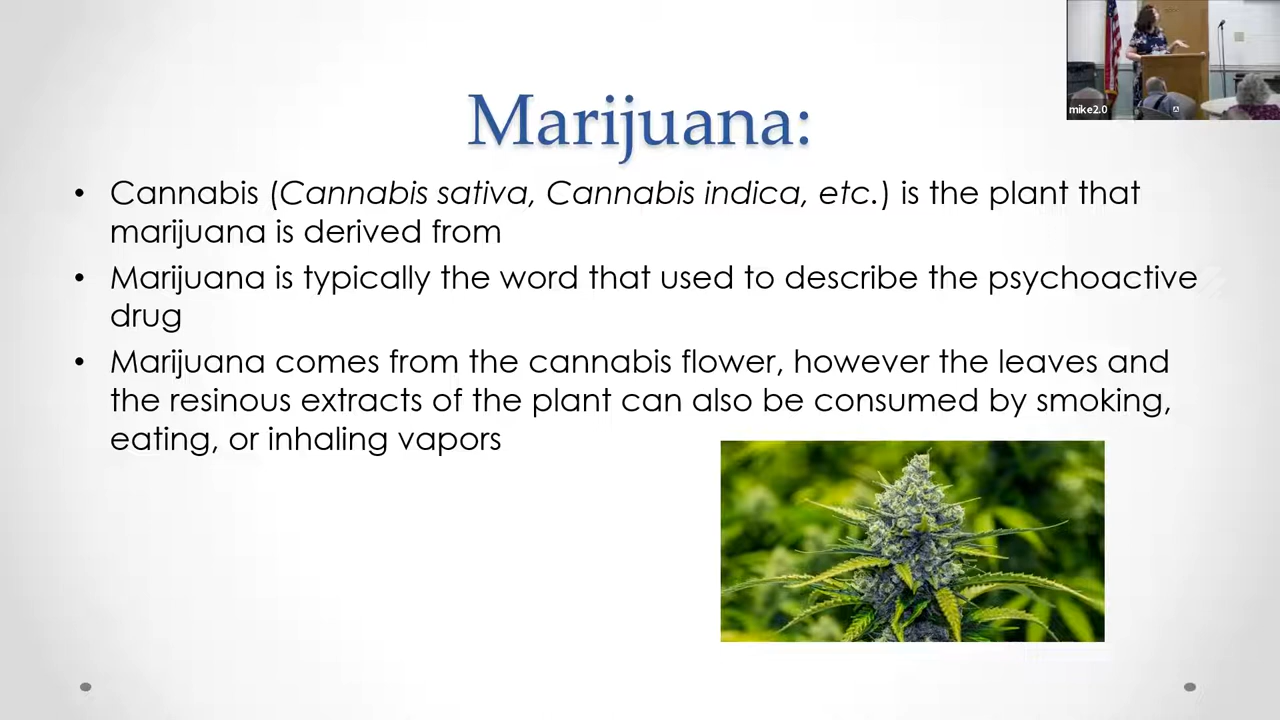 mike2.0
Marijuana:
• Cannabis (Cannabis sativa, Cannabis indica, etc.) is the plant that
marijuana is derived from
• Marijuana is typically the word that used to describe the psychoactive
drug
• Marijuana comes from the cannabis flower, however the leaves and
the resinous extracts of the plant can also be consumed by smoking,
eating, or inhaling vapors